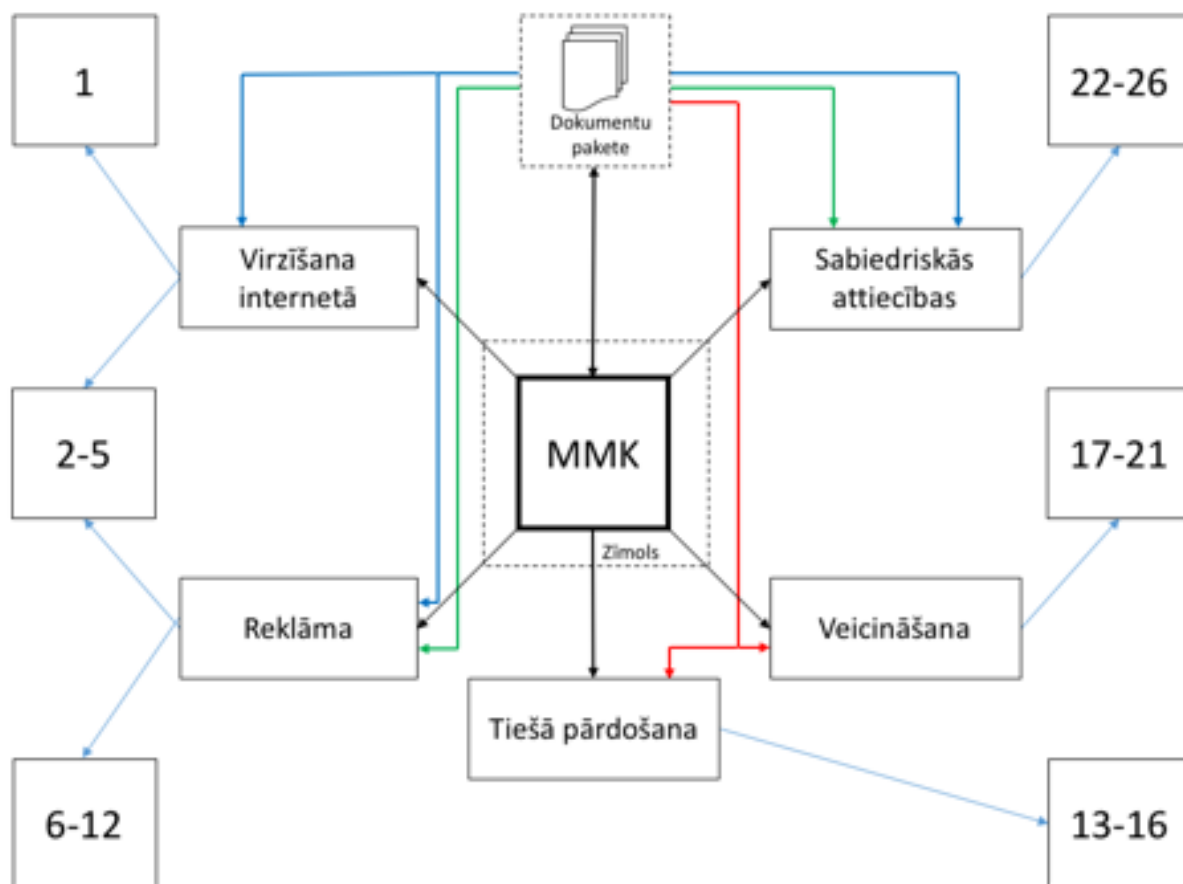 1
Dokumentu
pakete
22-26
Virzīšana
internetā
Sabiedriskās
attiecības
2-5
MMK
17-21
Zīmols
Reklāma
Veicināšana
Tiešā pārdošana
6-12
13-16